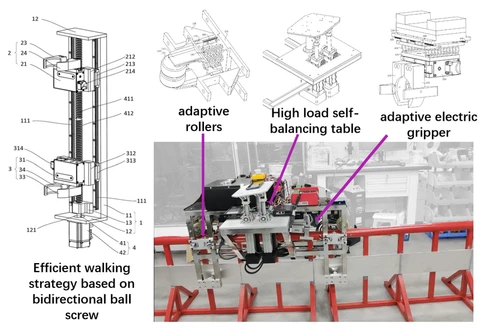 12
23
2
24
21
212
213
214
411
412
111
314
31
3
34
33
312
313
111
11
1
13
12
121
41
4
42
adaptive
rollers
High load self-
balancing table
adaptive electric
gripper
Efficient walking
strategy based on
bidirectional ball
screw